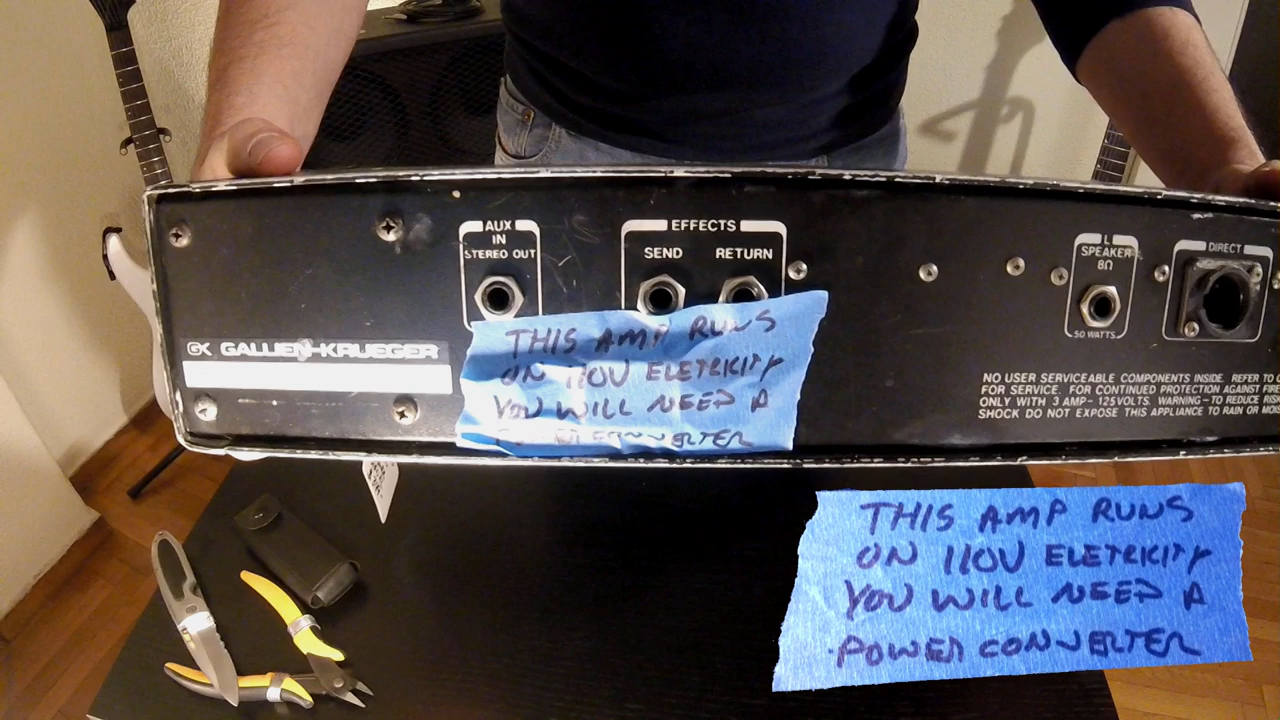 AUX
IN
STEREO OUT
EFFECTS
SEND
RETURN
L
SPEAKER
8Ω
50 WATTS
DIRECT
GK GALLIEN-KRUEGER
THIS AMP RUNS
ON 110V ELETRICITY
YOU WILL NEED A
POWER CONVERTER
NO USER SERVICEABLE COMPONENTS INSIDE. REFER TO
FOR SERVICE. FOR CONTINUED PROTECTION AGAINST FIRE
ONLY WITH 3 AMP-125VOLTS. WARNING-TO REDUCE RISK
SHOCK DO NOT EXPOSE THIS APPLIANCE TO RAIN OR
THIS AMP RUNS
ON 110V ELETRICITY
YOU WILL NEED A
POWER CONVERTER